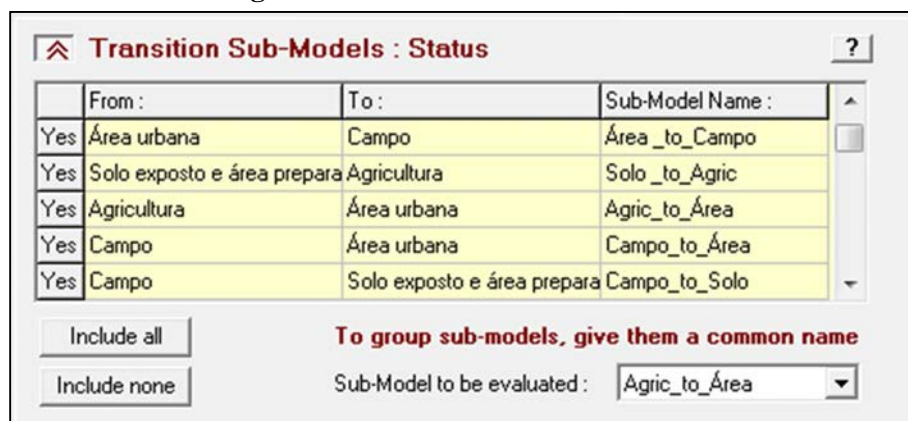 Transition Sub-Models : Status ?
From : To : Sub-Model Name :
Yes Área urbana Campo Área _to_Campo
Yes Solo exposto e área prepara Agricultura Solo _to_Agric
Yes Agricultura Área urbana Agric_to_Área
Yes Campo Área urbana Campo_to_Área
Yes Campo Solo exposto e área prepara Campo_to_Solo
Include all To group sub-models, give them a common name
Include none Sub-Model to be evaluated : Agric_to_Área